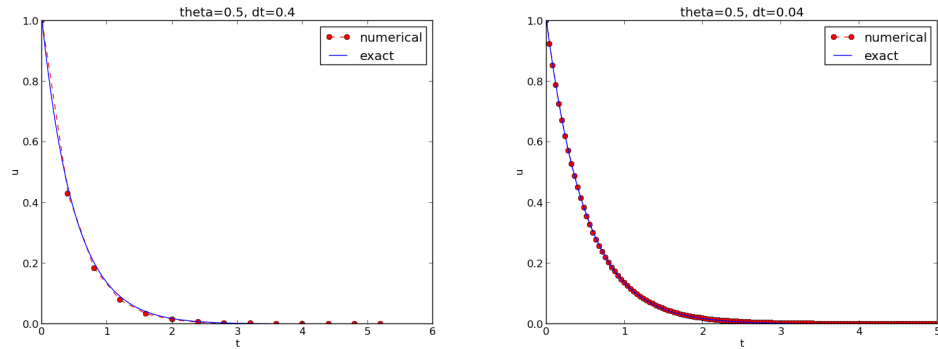 theta=0.5, dt=0.4
1.0
0.8
0.6
0.4
0.2
0.0
u
0 1 2 3 4 5 6
t
numerical
exact
theta=0.5, dt=0.04
1.0
0.8
0.6
0.4
0.2
0.0
u
0 1 2 3 4 5
t
numerical
exact